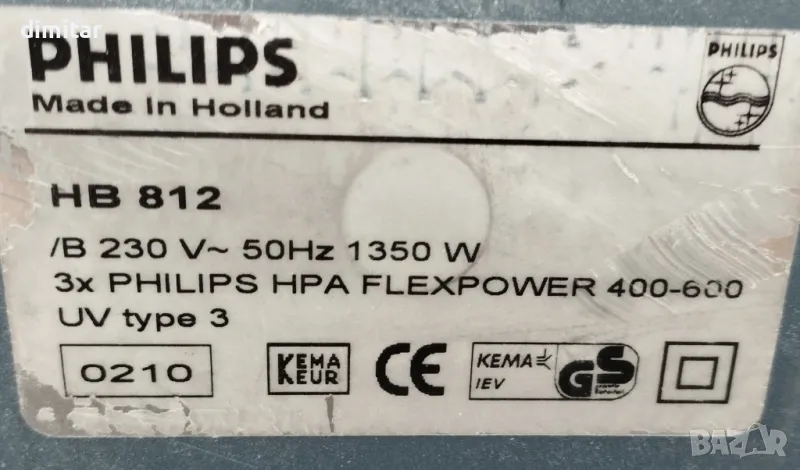 dimitar
PHILIPS
PHILIPS
Made in Holland
HB 812
/B 230 V~ 50Hz 1350 W
3x PHILIPS HPA FLEXPOWER 400-600
UV type 3
0210
KEMA
KEUR
CE
KEMA
IEV
GS
BAZAR